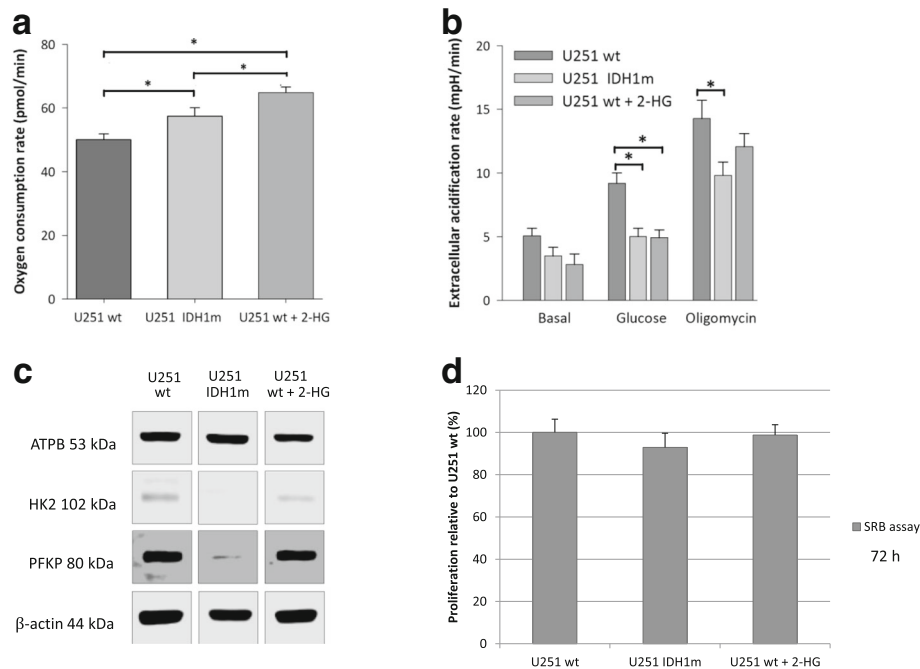 a
Oxygen consumption rate (pmol/min)
80
60
40
20
0
*
*
*
U251 wt
U251 IDH1m
U251 wt + 2-HG
b
Extracellular acidification rate (mpH/min)
20
15
10
5
0
U251 wt
U251 IDH1m
U251 wt + 2-HG
*
*
*
Basal
Glucose
Oligomycin
c
U251 wt
U251 IDH1m
U251 wt + 2-HG
ATPB 53 kDa
HK2 102 kDa
PFKP 80 kDa
β-actin 44 kDa
d
Proliferation relative to U251 wt (%)
120
100
80
60
40
20
0
U251 wt
U251 IDH1m
U251 wt + 2-HG
SRB assay
72 h